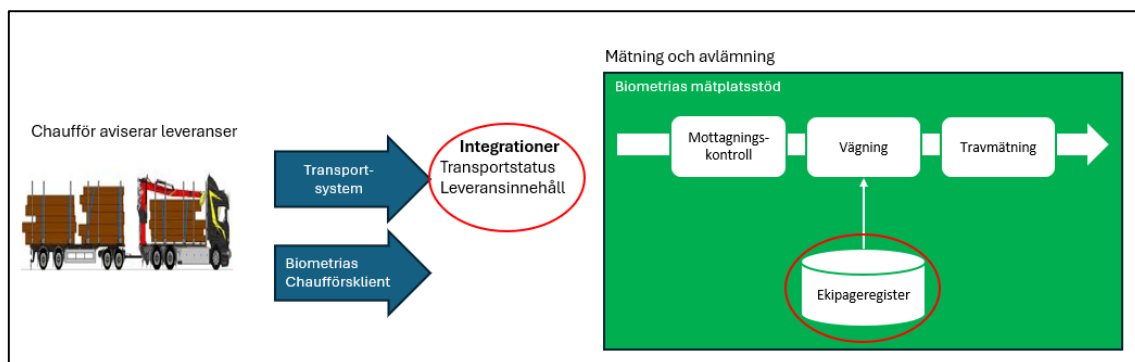 Mätning och avlämning
Biometrias mätplatsstöd
Chaufför aviserar leveranser
Transport-
system
Integrationer
Transportstatus
Leveransinnehåll
Biometrias
Chaufförsklient
Mottagnings-
kontroll
Vägning
Travmätning
Ekipageregister